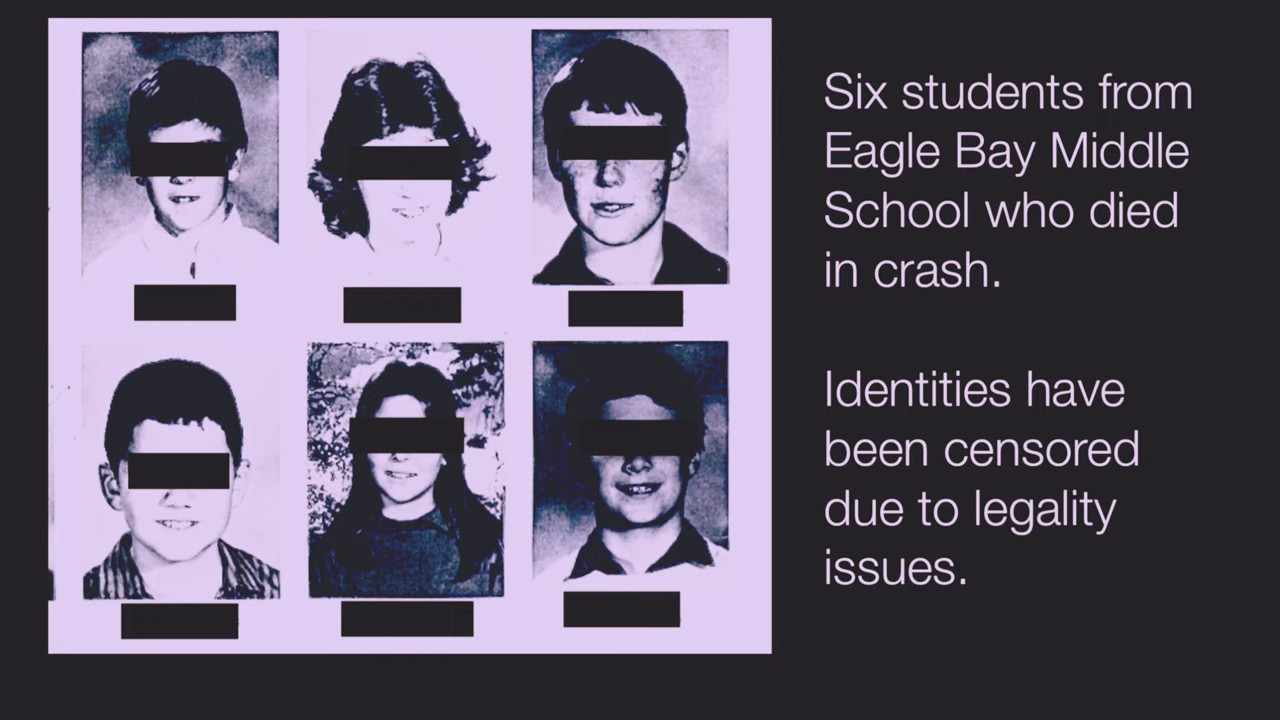 Six students from
Eagle Bay Middle
School who died
in crash.
Identities have
been censored
due to legality
issues.